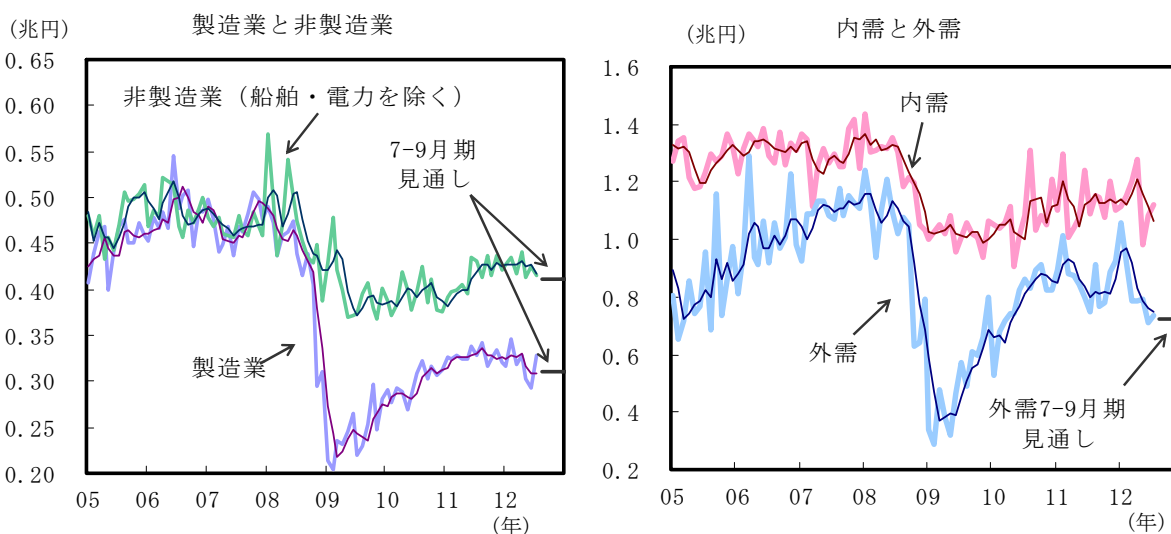 製造業と非製造業
(兆円)
0.65
0.60
0.55
0.50
0.45
0.40
0.35
0.30
0.25
0.20
非製造業（船舶・電力を除く）
7-9月期
見通し
製造業
05 06 07 08 09 10 11 12
(年)
内需と外需
(兆円)
1.6
1.4
1.2
1.0
0.8
0.6
0.4
0.2
内需
外需
外需7-9月期
見通し
05 06 07 08 09 10 11 12
(年)